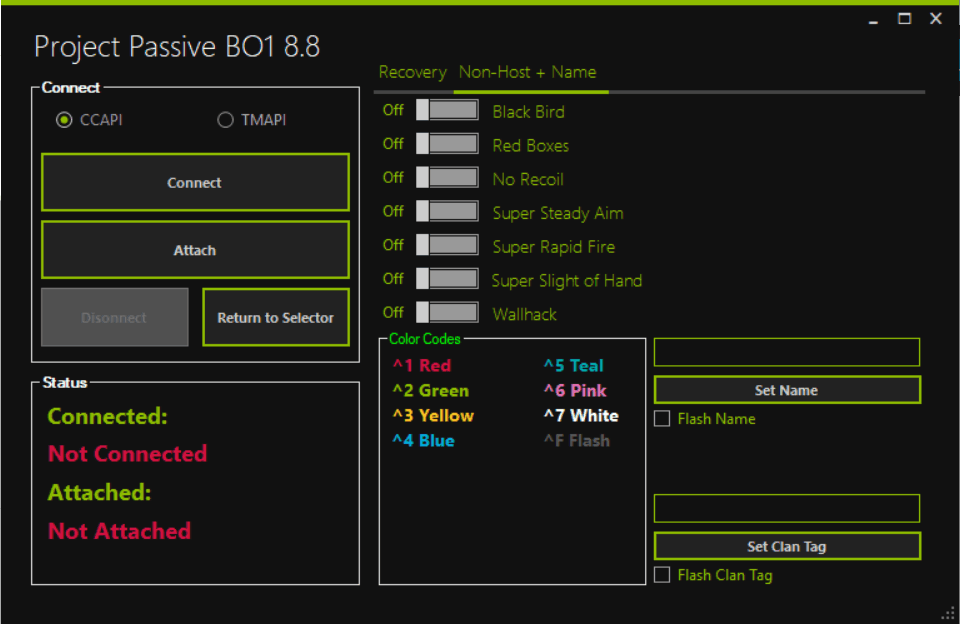 Project Passive BO1 8.8
Connect
CCAPI TMAPI
Connect
Attach
Disonnect Return to Selector
Status
Connected:
Not Connected
Attached:
Not Attached
Recovery Non-Host + Name
Off Black Bird
Off Red Boxes
Off No Recoil
Off Super Steady Aim
Off Super Rapid Fire
Off Super Slight of Hand
Off Wallhack
Color Codes
^1 Red ^5 Teal
^2 Green ^6 Pink
^3 Yellow ^7 White
^4 Blue ^F Flash
Set Name
Flash Name
Set Clan Tag
Flash Clan Tag